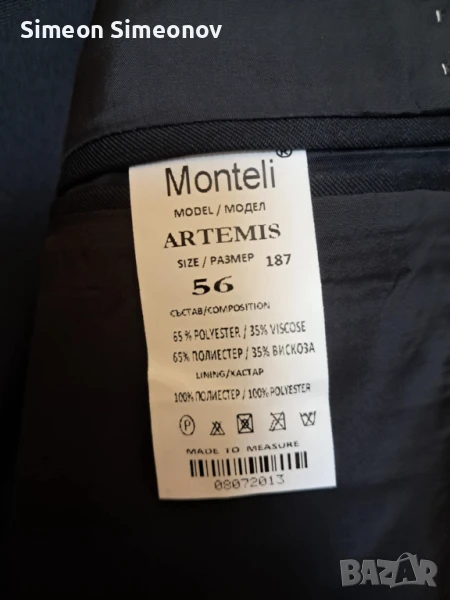 Simeon Simeonov
Monteli®
MODEL / МОДЕЛ
ARTEMIS
SIZE / РАЗМЕР 187
56
СЪСТАВ/COMPOSITION
65 % POLYESTER / 35% VISCOSE
65% ПОЛИЕСТЕР / 35% ВИСКОЗА
LINING/ХАСТАР
100% ПОЛИЕСТЕР / 100% POLYESTER
P
MADE TO MEASURE
08072013
BAZAR